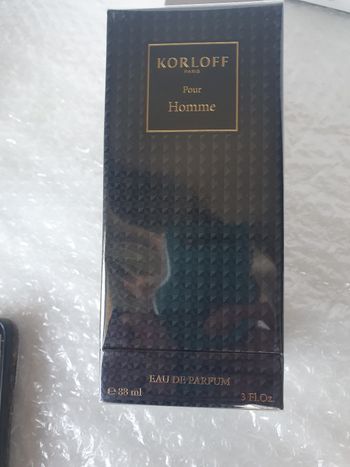 KORLOFF
PARIS
Pour
Homme
EAU DE PARFUM
℮ 88 ml 3 Fl.Oz.